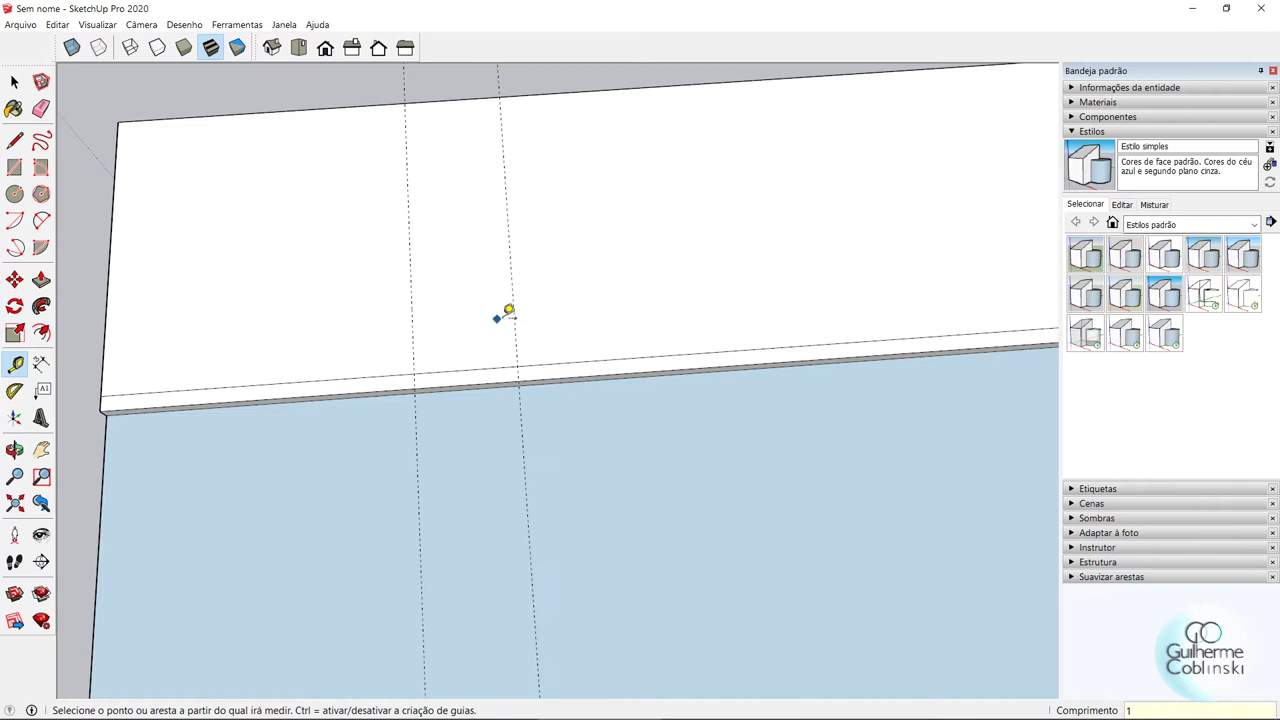 Sem nome - SketchUp Pro 2020
Arquivo Editar Visualizar Câmera Desenho Ferramentas Janela Ajuda
Bandeja padrão
Informações da entidade
Materiais
Componentes
Estilos
Estilo simples
Cores de face padrão. Cores do céu
azul e segundo plano cinza.
Selecionar Editar Misturar
Estilos padrão
A1
Etiquetas
Cenas
Sombras
Adaptar à foto
Instrutor
Estrutura
Suavizar arestas
GO
Guilherme
Coblinski
Selecione o ponto ou aresta a partir do qual irá medir. Ctrl = ativar/desativar a criação de guias.
Comprimento 1